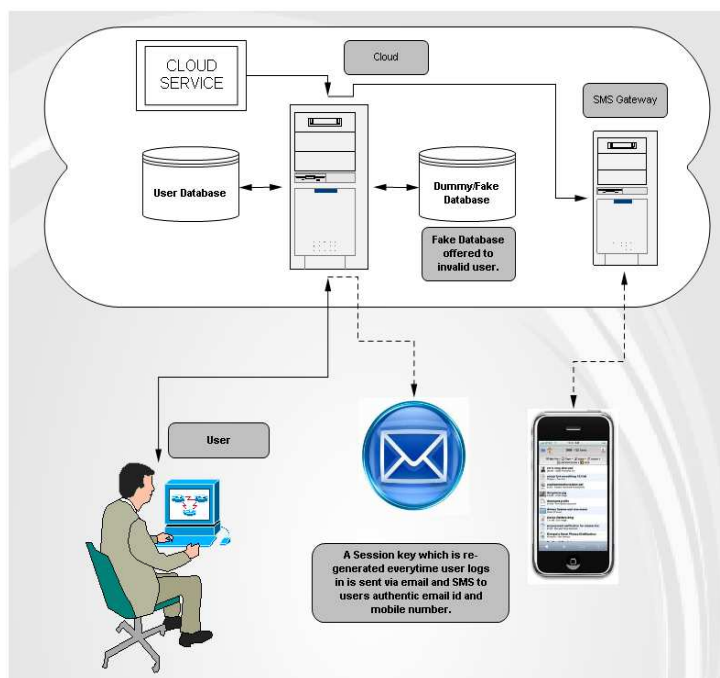 CLOUD
SERVICE
Cloud
SMS Gateway
User Database
Dummy/Fake
Database
Fake Database
offered to
invalid user.
User
A Session key which is re-
generated everytime user logs
in is sent via email and SMS to
users authentic email id and
mobile number.